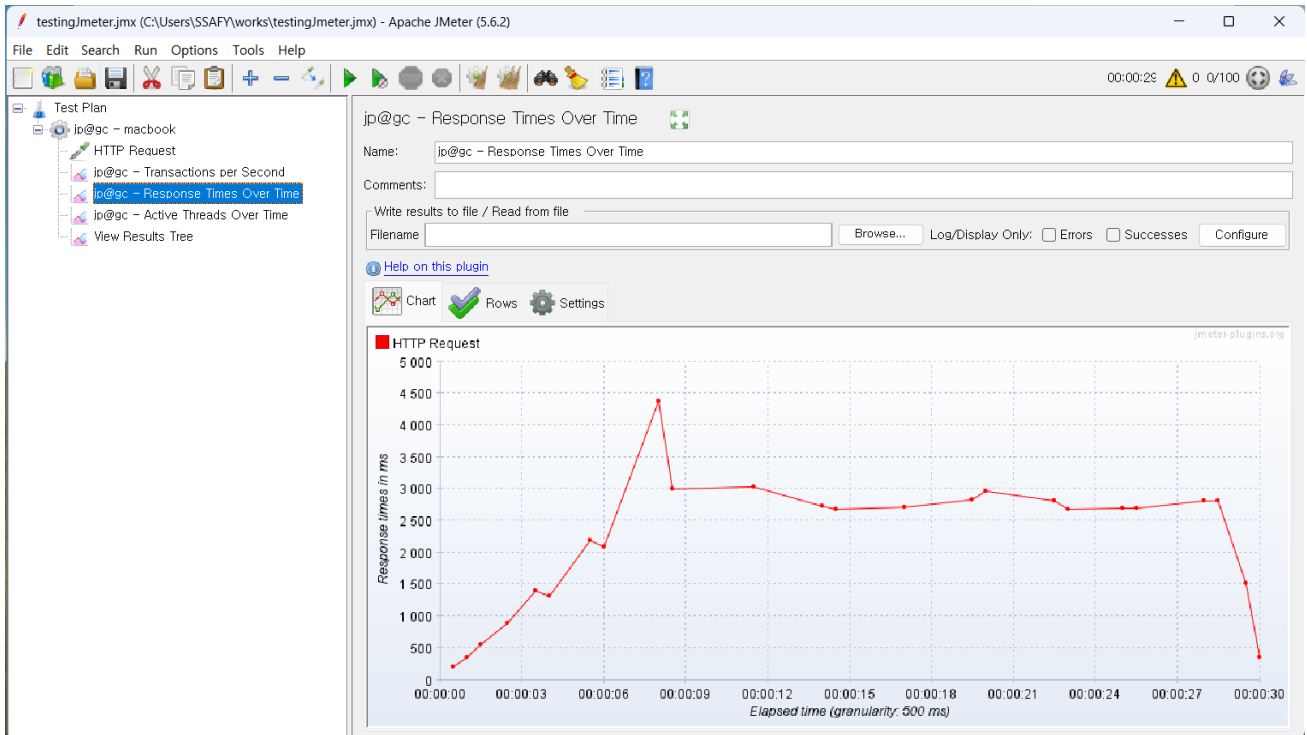 testingJmeter.jmx (C:\Users\SSAFY\works\testingJmeter.jmx) - Apache JMeter (5.6.2)
File Edit Search Run Options Tools Help
STOP
00:00:29 0 0/100
Test Plan
jp@gc - macbook
HTTP Request
jp@gc - Transactions per Second
jp@gc - Response Times Over Time
jp@gc - Active Threads Over Time
View Results Tree
jp@gc - Response Times Over Time
Name: jp@gc - Response Times Over Time
Comments:
Write results to file / Read from file
Filename Browse... Log/Display Only: Errors Successes Configure
Help on this plugin
Chart Rows Settings
jmeter-plugins.org
HTTP Request
5 000
4 500
4 000
3 500
3 000
2 500
2 000
1 500
1 000
500
0
Response times in ms
00:00:00 00:00:03 00:00:06 00:00:09 00:00:12 00:00:15 00:00:18 00:00:21 00:00:24 00:00:27 00:00:30
Elapsed time (granularity: 500 ms)